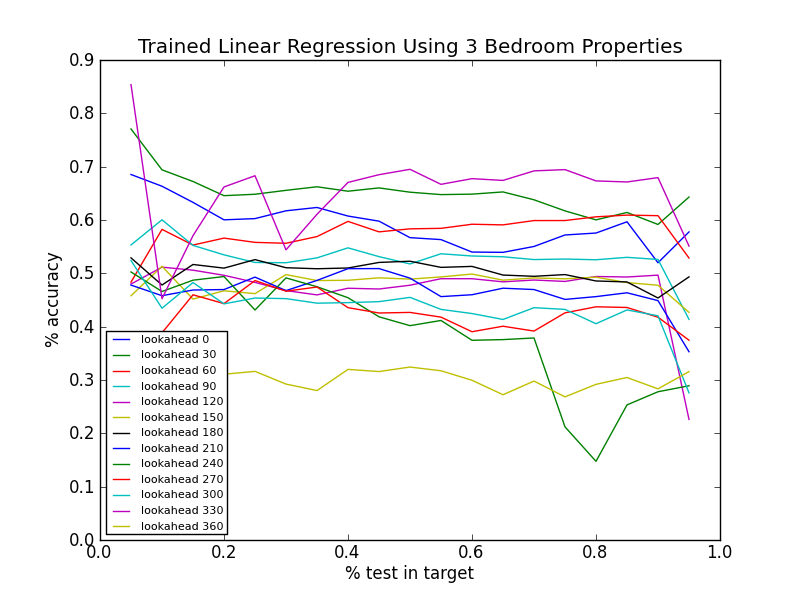 Trained Linear Regression Using 3 Bedroom Properties
0.9
0.8
0.7
0.6
0.5
0.4
0.3
0.2
0.1
0.0
% accuracy
lookahead 0
lookahead 30
lookahead 60
lookahead 90
lookahead 120
lookahead 150
lookahead 180
lookahead 210
lookahead 240
lookahead 270
lookahead 300
lookahead 330
lookahead 360
0.0 0.2 0.4 0.6 0.8 1.0
% test in target